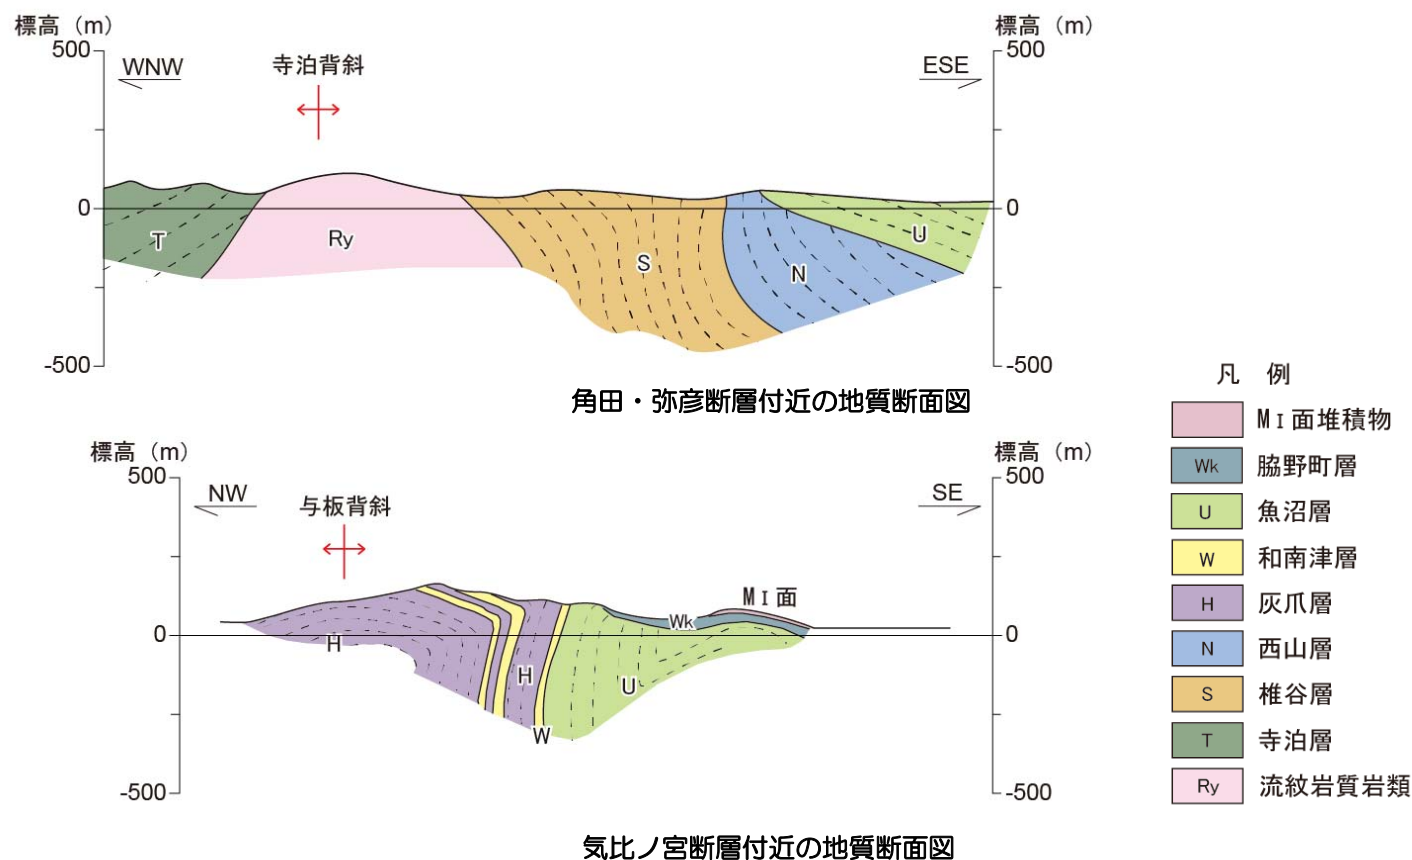 標高（m）
標高（m）
500
500
WNW
寺泊背斜
ESE
0
0
T
Ry
S
N
U
-500
-500
角田・弥彦断層付近の地質断面図
標高（m）
標高（m）
500
500
NW
与板背斜
SE
MⅠ面
Wk
0
0
H
H
U
W
-500
-500
気比ノ宮断層付近の地質断面図
凡 例
MⅠ面堆積物
Wk 脇野町層
U 魚沼層
W 和南津層
H 灰爪層
N 西山層
S 椎谷層
T 寺泊層
Ry 流紋岩質岩類